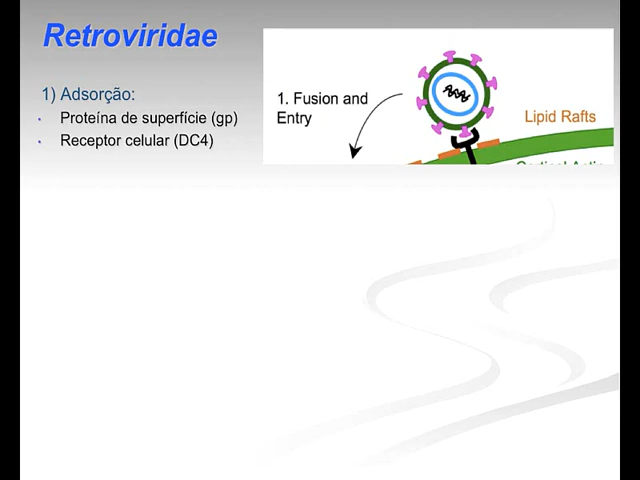 Retroviridae
1) Adsorção:
Proteína de superfície (gp)
Receptor celular (DC4)
1. Fusion and
Entry
Lipid Rafts